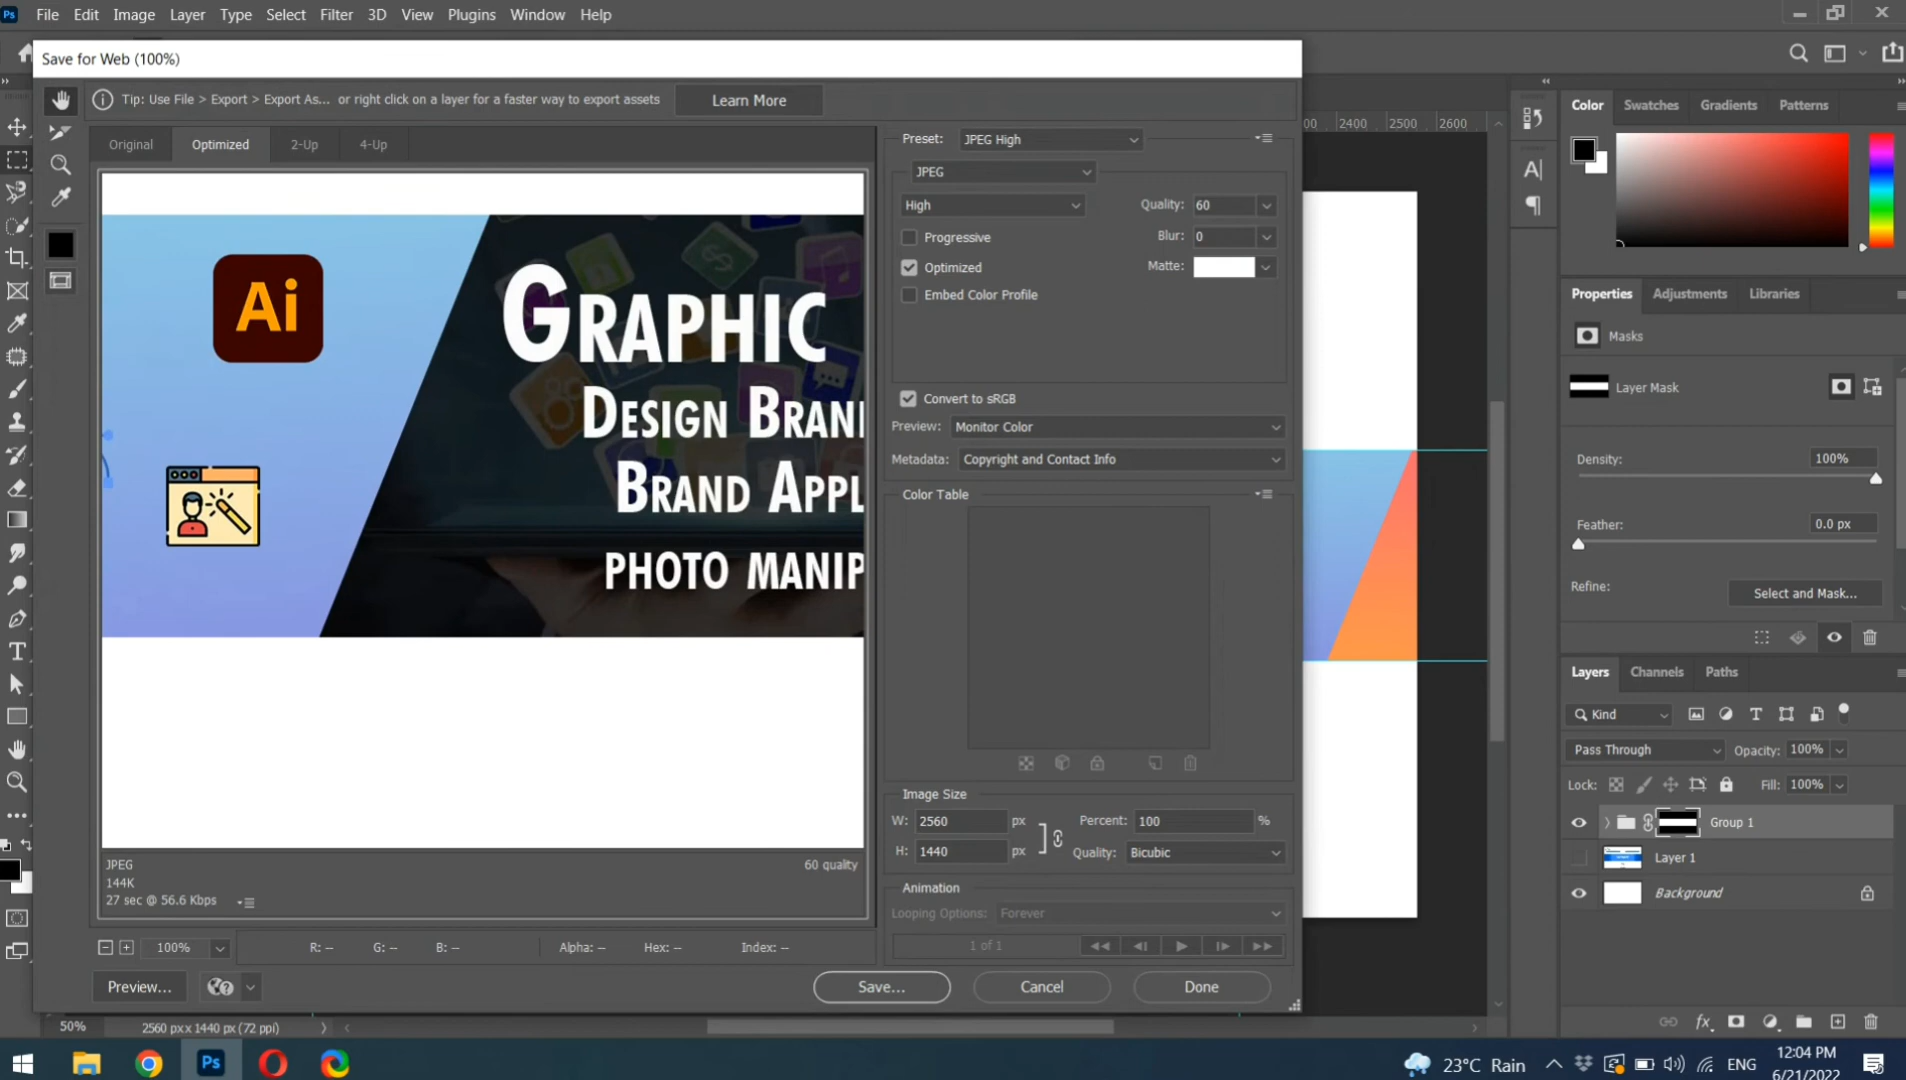 Ps File Edit Image Layer Type Select Filter 3D View Plugins Window Help
Save for Web (100%)
Tip: Use File > Export > Export As... or right click on a layer for a faster way to export assets
Learn More
Original Optimized 2-Up 4-Up
Ai
GRAPHIC
DESIGN BRAN
BRAND APPL
PHOTO MANIP
JPEG
144K
27 sec @ 56.6 Kbps
60 quality
100% R: -- G: -- B: -- Alpha: -- Hex: -- Index: --
Preview...
Preset: JPEG High
JPEG
High Quality: 60
Progressive Blur: 0
Optimized Matte:
Embed Color Profile
Convert to sRGB
Preview: Monitor Color
Metadata: Copyright and Contact Info
Color Table
Image Size
W: 2560 px Percent: 100 %
H: 1440 px Quality: Bicubic
Animation
Looping Options: Forever
1 of 1
Save... Cancel Done
00 2400 2500 2600
50% 2560 px x 1440 px (72 ppi)
A|
Color Swatches Gradients Patterns
Properties Adjustments Libraries
Masks
Layer Mask
Density: 100%
Feather: 0.0 px
Refine: Select and Mask...
Layers Channels Paths
Kind
Pass Through Opacity: 100%
Lock: Fill: 100%
Group 1
Layer 1
Background
fx
Ps
23°C Rain ENG
12:04 PM
6/21/2022